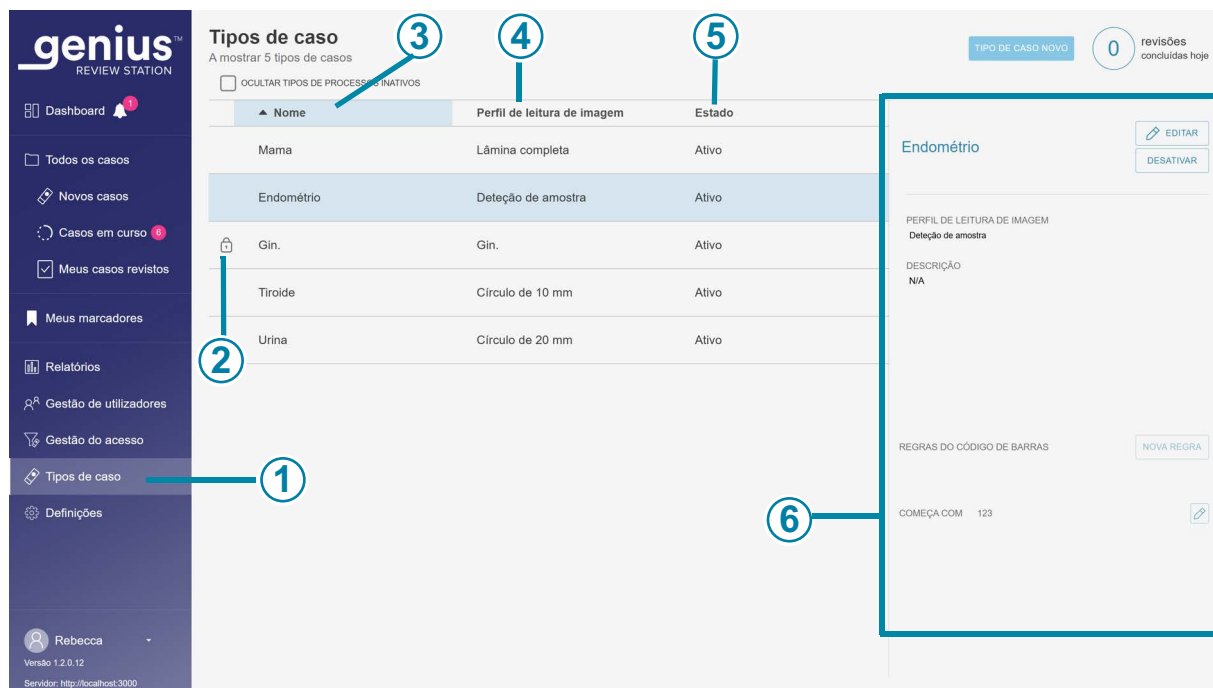 genius™
REVIEW STATION
Dashboard 1
Todos os casos
Novos casos
Casos em curso 6
Meus casos revistos
Meus marcadores
Relatórios
Gestão de utilizadores
Gestão do acesso
Tipos de caso
Definições
Rebecca
Versão 1.2.0.12
Servidor: http://localhost:3000
Tipos de caso
A mostrar 5 tipos de casos
OCULTAR TIPOS DE PROCESSOS INATIVOS
3
4
5
TIPO DE CASO NOVO
0
revisões
concluídas hoje
Nome Perfil de leitura de imagem Estado
Mama Lâmina completa Ativo
Endométrio Deteção de amostra Ativo
Gin. Gin. Ativo
Tiroide Círculo de 10 mm Ativo
Urina Círculo de 20 mm Ativo
2
1
6
Endométrio
EDITAR
DESATIVAR
PERFIL DE LEITURA DE IMAGEM
Deteção de amostra
DESCRIÇÃO
N/A
REGRAS DO CÓDIGO DE BARRAS NOVA REGRA
COMEÇA COM 123